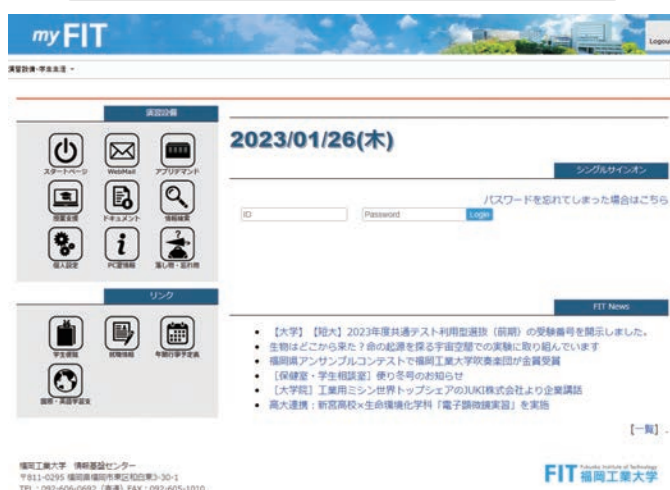 myFIT
Logout
演習設備・学生生活
演習設備
スタートページ
WebMail
アプリデマンド
授業支援
ドキュメント
情報検索
個人設定
PC室情報
落し物・忘れ物
リンク
学生便覧
就職情報
年間行事予定表
2023/01/26(木)
シングルサインオン
パスワードを忘れてしまった場合はこちら
ID
Password
Login
FIT News
【大学】【短大】2023年度共通テスト利用型選抜（前期）の受験番号を開示しました。
生物はどこから来た？命の起源を探る宇宙空間での実験に取り組んでいます
福岡県アンサンブルコンテストで福岡工業大学吹奏楽団が金賞受賞
［保健室・学生相談室］便り冬号のお知らせ
［大学院］工業用ミシン世界トップシェアのJUKI株式会社より企業講話
高大連携：新宮高校×生命環境化学科「電子顕微鏡実習」を実施
[一覧]
福岡工業大学 情報基盤センター
〒811-0295 福岡県福岡市東区和白東3-30-1
TEL：092-606-0692（直通）FAX：092-605-1010
FIT Fukuoka Institute of Technology
福岡工業大学